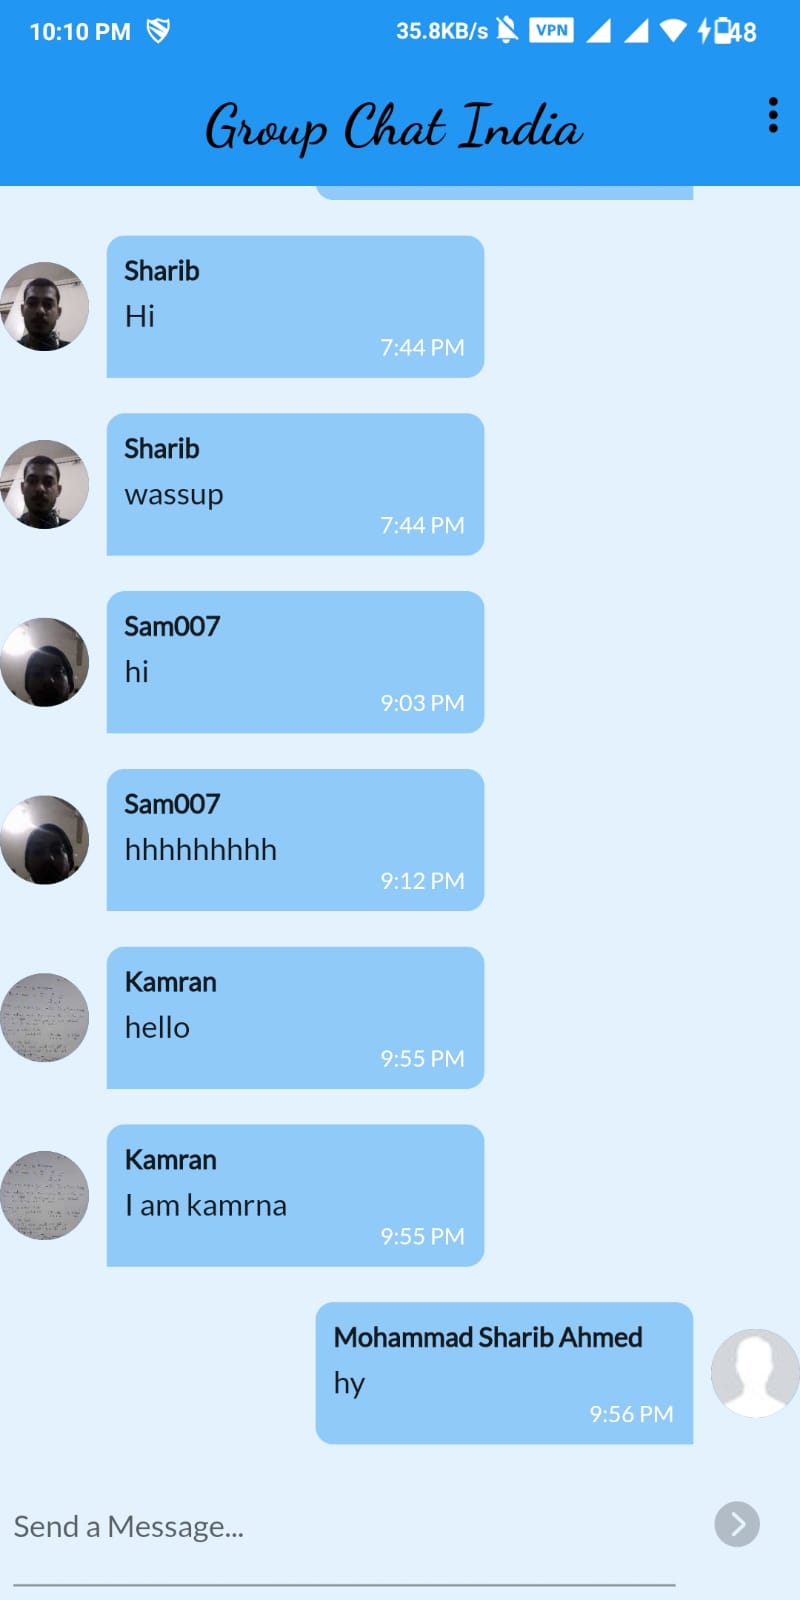 10:10 PM 35.8KB/s VPN 48
Group Chat India
Sharib
Hi
7:44 PM
Sharib
wassup
7:44 PM
Sam007
hi
9:03 PM
Sam007
hhhhhhhhh
9:12 PM
Kamran
hello
9:55 PM
Kamran
I am kamrna
9:55 PM
Mohammad Sharib Ahmed
hy
9:56 PM
Send a Message...